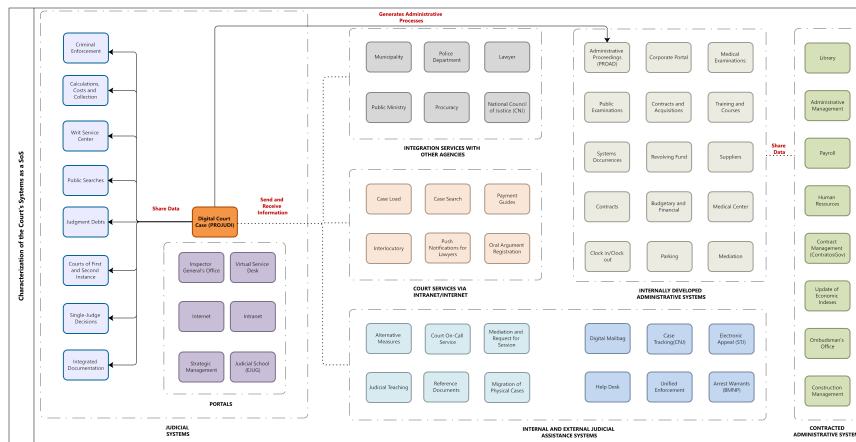 Characterization of the Court's Systems as a SoS
Generates Administrative
Processes
Criminal
Enforcement
Calculations,
Costs and
Collection
Writ Service
Center
Public Searches
Judgment Debts
Courts of First
and Second
Instance
Single-Judge
Decisions
Integrated
Documentation
Share Data
Digital Court
Case (PROJUDI)
Send and
Receive
Information
Inspector
General's Office
Virtual Service
Desk
Internet
Intranet
Strategic
Management
Judicial School
(EJUG)
PORTALS
JUDICIAL
SYSTEMS
Municipality
Police
Department
Lawyer
Public Ministry
Procuracy
National Council
of Justice (CNJ)
INTEGRATION SERVICES WITH
OTHER AGENCIES
Case Load
Case Search
Payment
Guides
Interlocutory
Push
Notifications for
Lawyers
Oral Argument
Registration
COURT SERVICES VIA
INTRANET/INTERNET
Administrative
Proceedings
(PROAD)
Corporate Portal
Medical
Examinations
Public
Examinations
Contracts and
Acquisitions
Training and
Courses
Systems
Occurrences
Revolving Fund
Suppliers
Contracts
Budgetary and
Financial
Medical Center
Clock in/Clock
out
Parking
Mediation
INTERNALLY DEVELOPED
ADMINISTRATIVE SYSTEMS
Alternative
Measures
Court On-Call
Service
Mediation and
Request for
Session
Judicial Teaching
Reference
Documents
Migration of
Physical Cases
Digital Mailbag
Case
Tracking(CNJ)
Electronic
Appeal (STJ)
Help Desk
Unified
Enforcement
Arrest Warrants
(BMNP)
INTERNAL AND EXTERNAL JUDICIAL
ASSISTANCE SYSTEMS
Share
Data
Library
Administrative
Management
Payroll
Human
Resources
Contract
Management
(ContratosGov)
Update of
Economic
Indexes
Ombudsman's
Office
Construction
Management
CONTRACTED
ADMINISTRATIVE SYSTEM